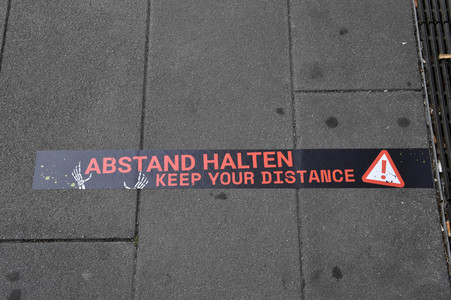 ABSTAND HALTEN
KEEP YOUR DISTANCE